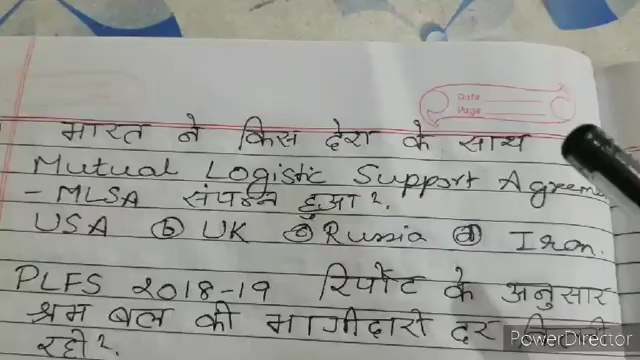 Date
Page
भारत ने किस देश के साथ
Mutual Logistic Support Agreeme
- MLSA संपन्न हुआ?
USA ⓑ UK ⓒ Russia ⓓ Iran.
PLFS 2018-19 रिपोर्ट के अनुसार
श्रम बल की भागीदारी दर
रही?
PowerDirector